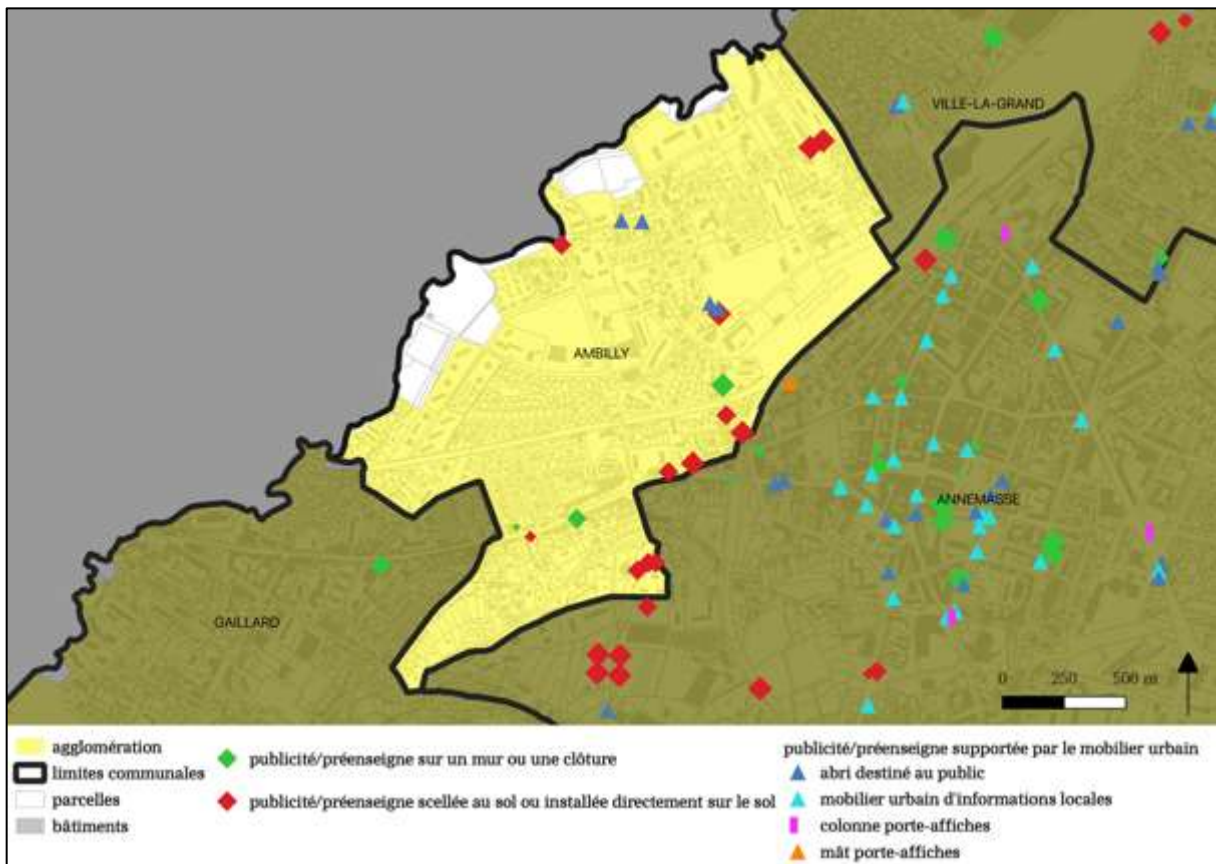 VILLE-LA-GRAND
AMBILLY
ANNEMASSE
GAILLARD
0 250 500 m
agglomération
limites communales
parcelles
bâtiments
publicité/préenseigne sur un mur ou une clôture
publicité/préenseigne scellée au sol ou installée directement sur le sol
publicité/préenseigne supportée par le mobilier urbain
abri destiné au public
mobilier urbain d'informations locales
colonne porte-affiches
mât porte-affiches